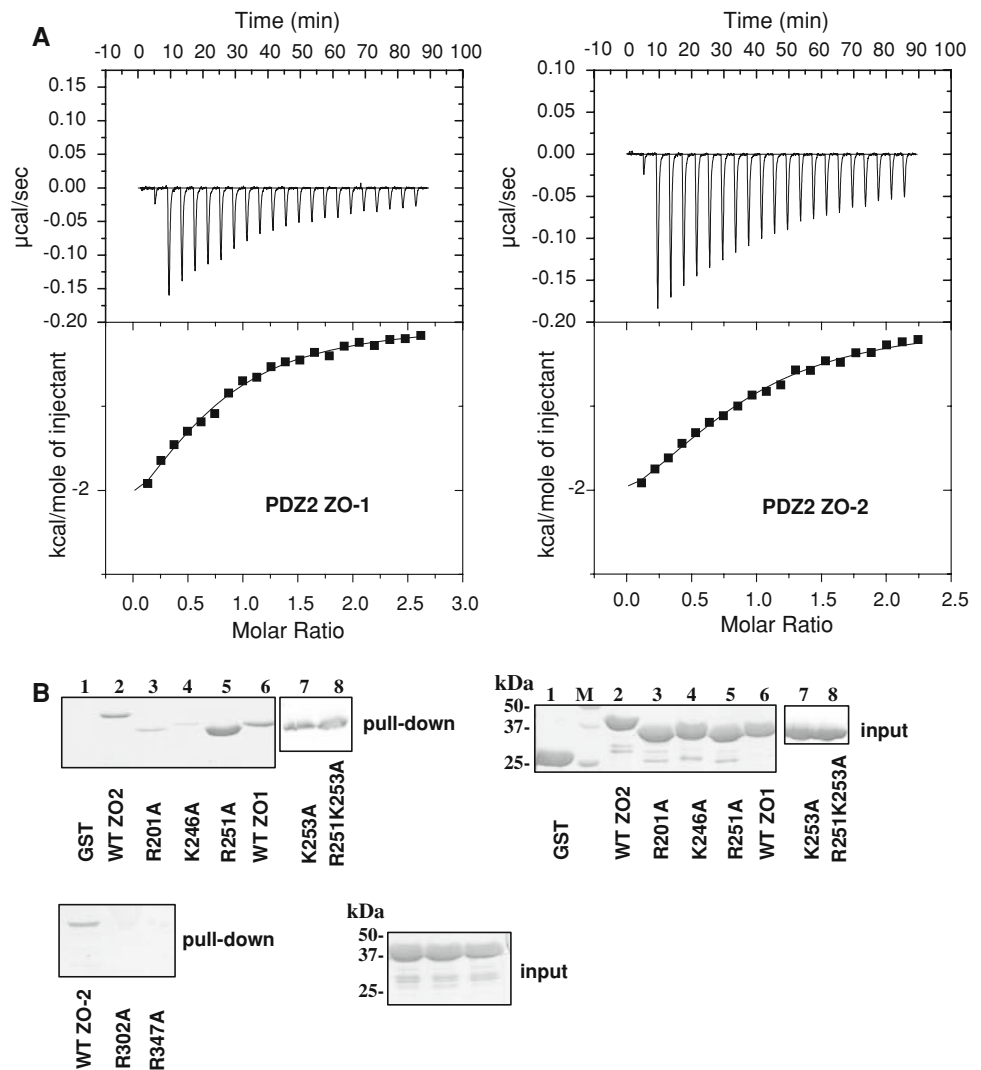 A
Time (min)
-10 0 10 20 30 40 50 60 70 80 90 100
0.15
0.10
0.05
0.00
-0.05
-0.10
-0.15
-0.20
µcal/sec
-2
kcal/mole of injectant
PDZ2 ZO-1
0.0 0.5 1.0 1.5 2.0 2.5 3.0
Molar Ratio
Time (min)
-10 0 10 20 30 40 50 60 70 80 90 100
0.10
0.05
0.00
-0.05
-0.10
-0.15
-0.20
µcal/sec
-2
kcal/mole of injectant
PDZ2 ZO-2
0.0 0.5 1.0 1.5 2.0 2.5
Molar Ratio
B
1 2 3 4 5 6 7 8
pull-down
GST
WT ZO2
R201A
K246A
R251A
WT ZO1
K253A
R251K253A
kDa
1 M 2 3 4 5 6 7 8
50-
37-
25-
input
GST
WT ZO2
R201A
K246A
R251A
WT ZO1
K253A
R251K253A
pull-down
WT ZO-2
R302A
R347A
kDa
50-
37-
25-
input